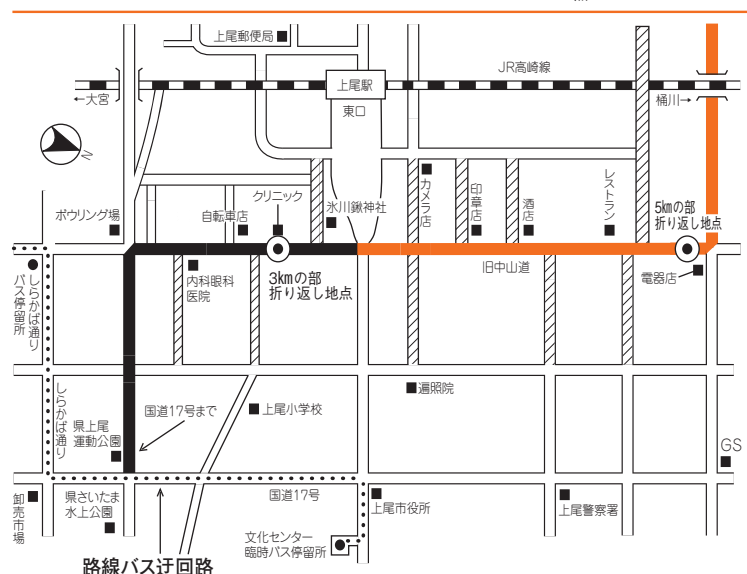 上尾郵便局
JR高崎線
上尾駅
←大宮
桶川→
東口
N
クリニック
氷川鍬神社
カメラ店
印章店
酒店
レストラン
5kmの部
折り返し地点
ボウリング場
自転車店
旧中山道
電器店
内科眼科
医院
3kmの部
折り返し地点
しらかば通り
バス停留所
しらかば通り
国道17号まで
上尾小学校
遍照院
県上尾
運動公園
GS
卸売市場
県さいたま
水上公園
国道17号
上尾市役所
上尾警察署
文化センター
臨時バス停留所
路線バス迂回路